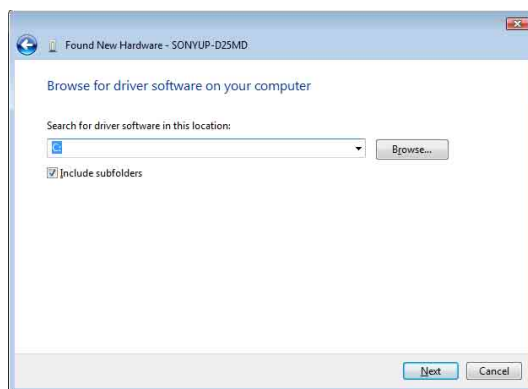 Found New Hardware - SONYUP-D25MD
Browse for driver software on your computer
Search for driver software in this location:
C:
Browse...
Include subfolders
Next
Cancel